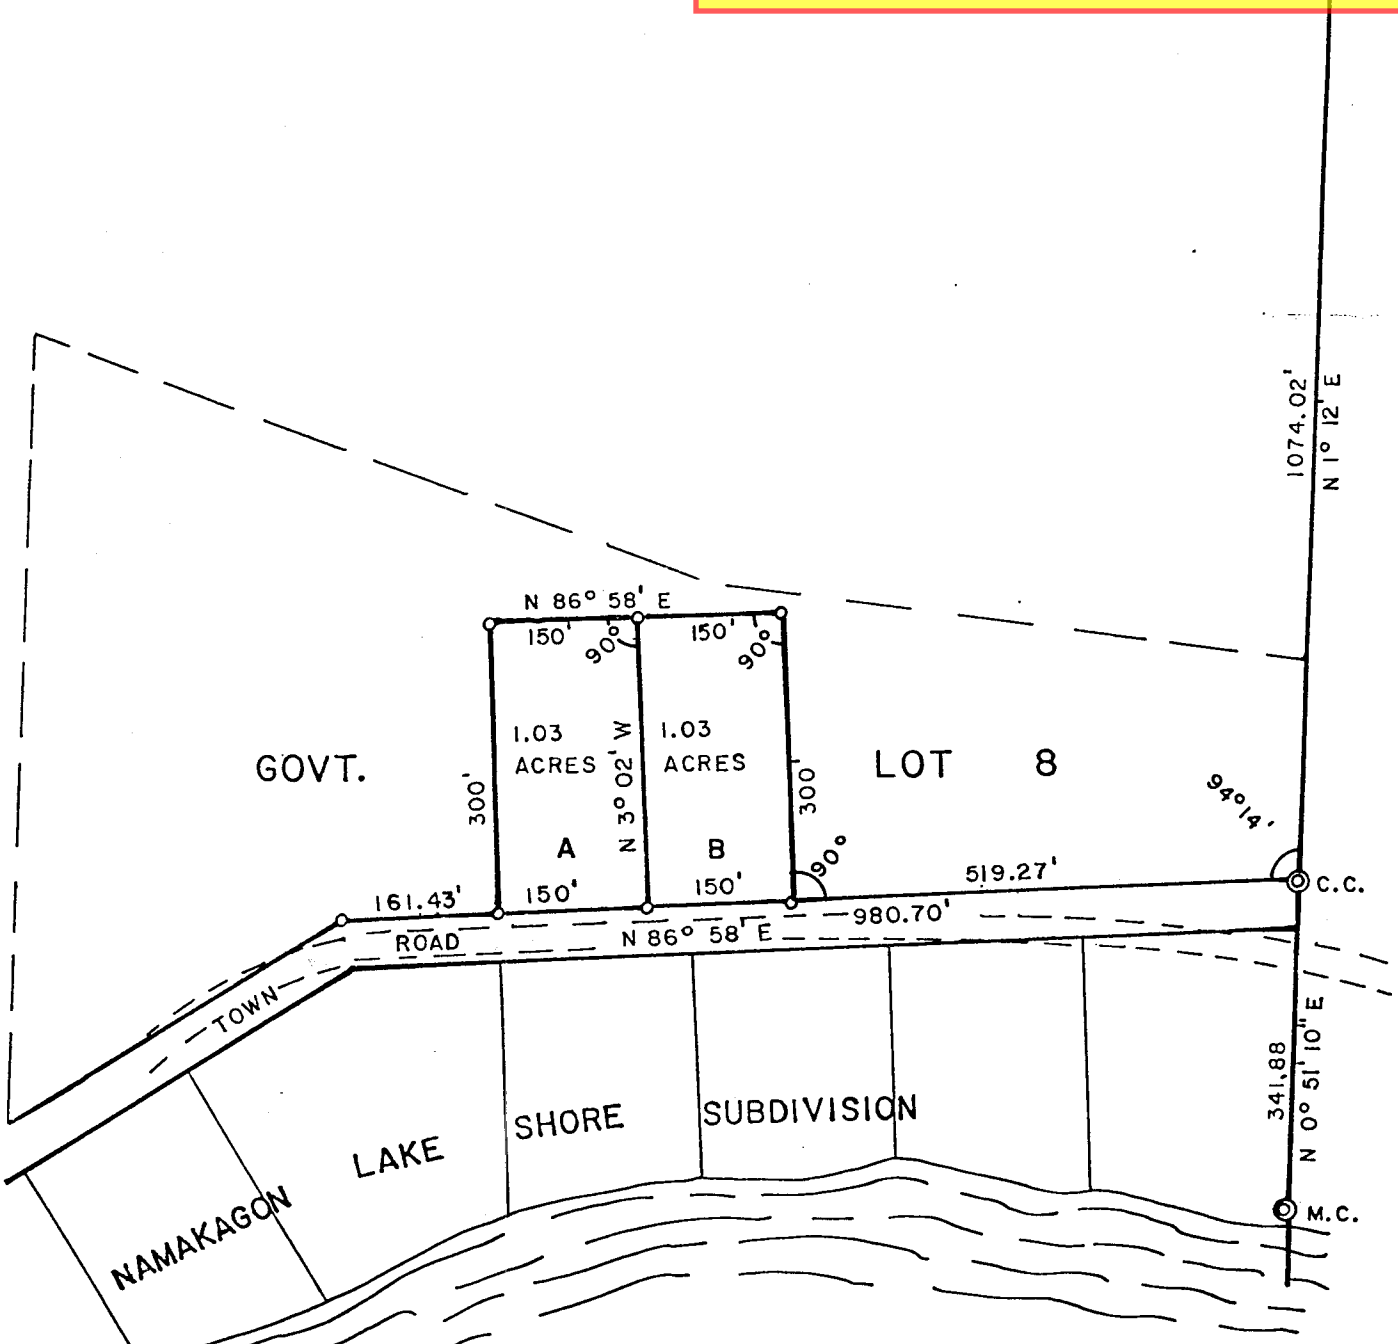 1074.02'
N 1° 12' E
N 86° 58' E
150'
90°
150'
90°
1.03
ACRES
1.03
ACRES
GOVT.
LOT 8
300'
N 3° 02' W
300'
94° 14'
A
B
90°
161.43'
150'
150'
519.27'
C.C.
980.70'
ROAD
N 86° 58' E
TOWN
341.88
N 0° 51' 10" E
NAMAKAGON LAKE SHORE SUBDIVISION
M.C.